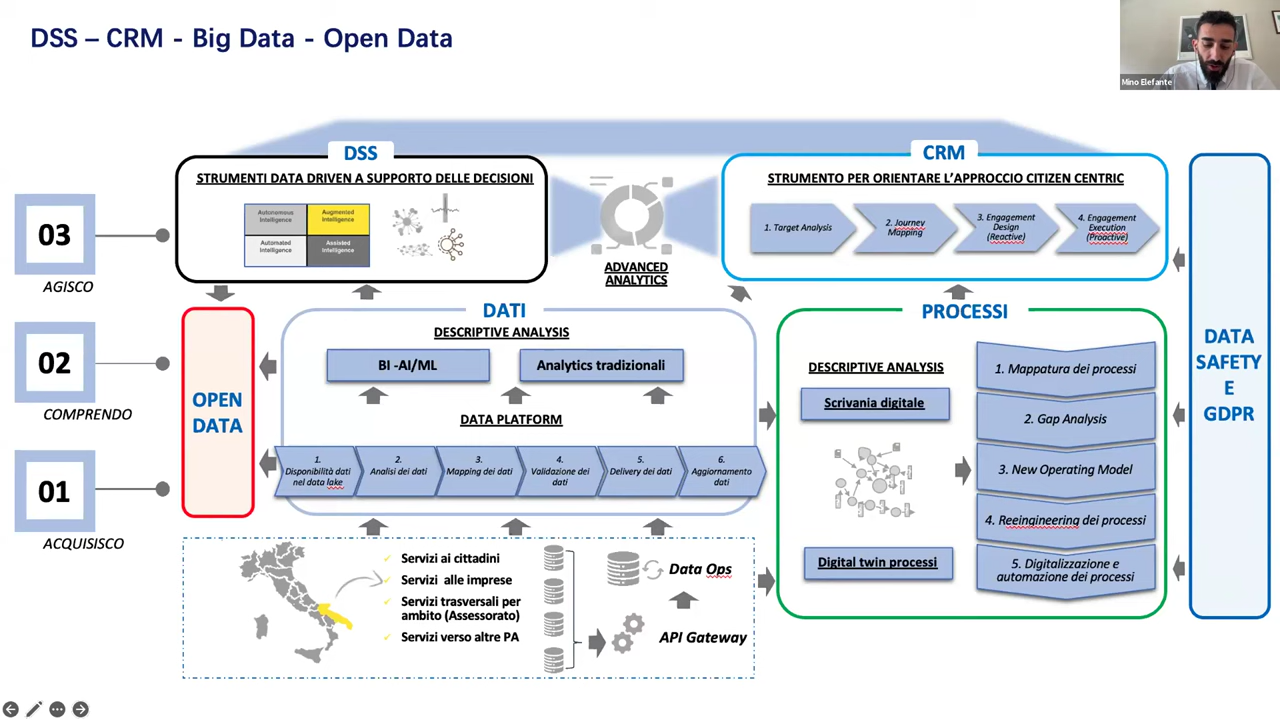 DSS – CRM - Big Data - Open Data
Mino Elefante
DSS
STRUMENTI DATA DRIVEN A SUPPORTO DELLE DECISIONI
Autonomous
Intelligence
Augmented
Intelligence
Automated
Intelligence
Assisted
Intelligence
ADVANCED
ANALYTICS
CRM
STRUMENTO PER ORIENTARE L'APPROCCIO CITIZEN CENTRIC
1. Target Analysis
2. Journey
Mapping
3. Engagement
Design
(Reactive)
4. Engagement
Execution
(Proactive)
03
AGISCO
02
COMPRENDO
01
ACQUISISCO
OPEN
DATA
DATI
DESCRIPTIVE ANALYSIS
BI -AI/ML
Analytics tradizionali
DATA PLATFORM
1.
Disponibilità dati
nel data lake
2.
Analisi dei dati
3.
Mapping dei dati
4.
Validazione dei
dati
5.
Delivery dei dati
6.
Aggiornamento
dati
PROCESSI
DESCRIPTIVE ANALYSIS
Scrivania digitale
Digital twin processi
1. Mappatura dei processi
2. Gap Analysis
3. New Operating Model
4. Reeingineering dei processi
5. Digitalizzazione e
automazione dei processi
DATA
SAFETY
E
GDPR
Servizi ai cittadini
Servizi alle imprese
Servizi trasversali per
ambito (Assessorato)
Servizi verso altre PA
Data Ops
API Gateway